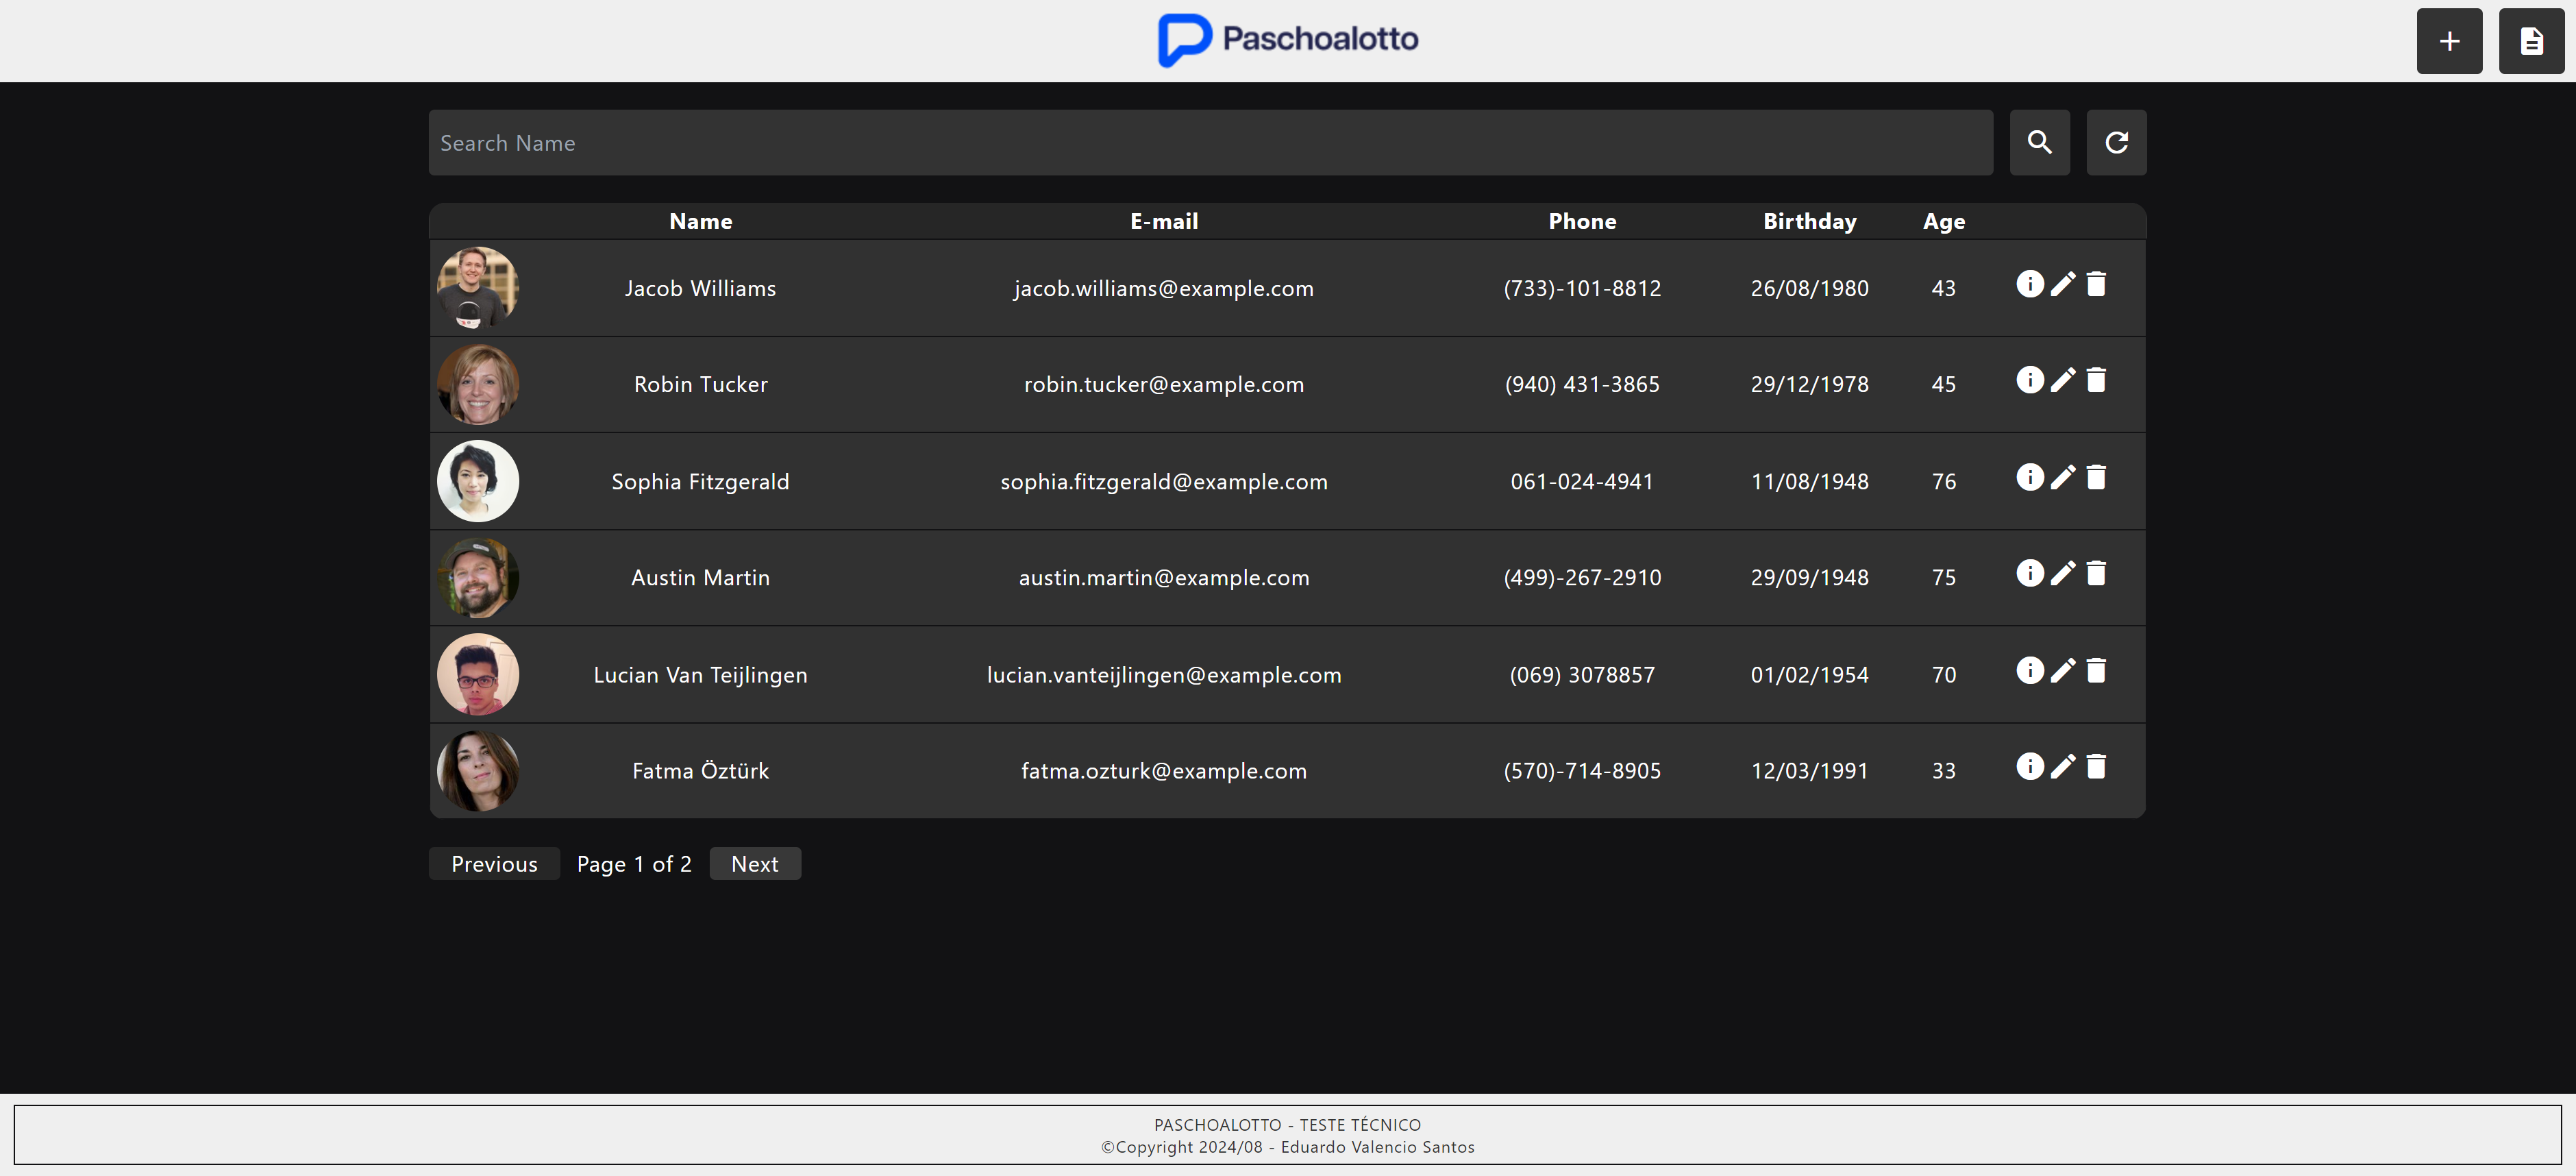 Paschoalotto
Search Name
Name E-mail Phone Birthday Age
Jacob Williams jacob.williams@example.com (733)-101-8812 26/08/1980 43
Robin Tucker robin.tucker@example.com (940) 431-3865 29/12/1978 45
Sophia Fitzgerald sophia.fitzgerald@example.com 061-024-4941 11/08/1948 76
Austin Martin austin.martin@example.com (499)-267-2910 29/09/1948 75
Lucian Van Teijlingen lucian.vanteijlingen@example.com (069) 3078857 01/02/1954 70
Fatma Öztürk fatma.ozturk@example.com (570)-714-8905 12/03/1991 33
Previous Page 1 of 2 Next
PASCHOALOTTO - TESTE TÉCNICO
©Copyright 2024/08 - Eduardo Valencio Santos